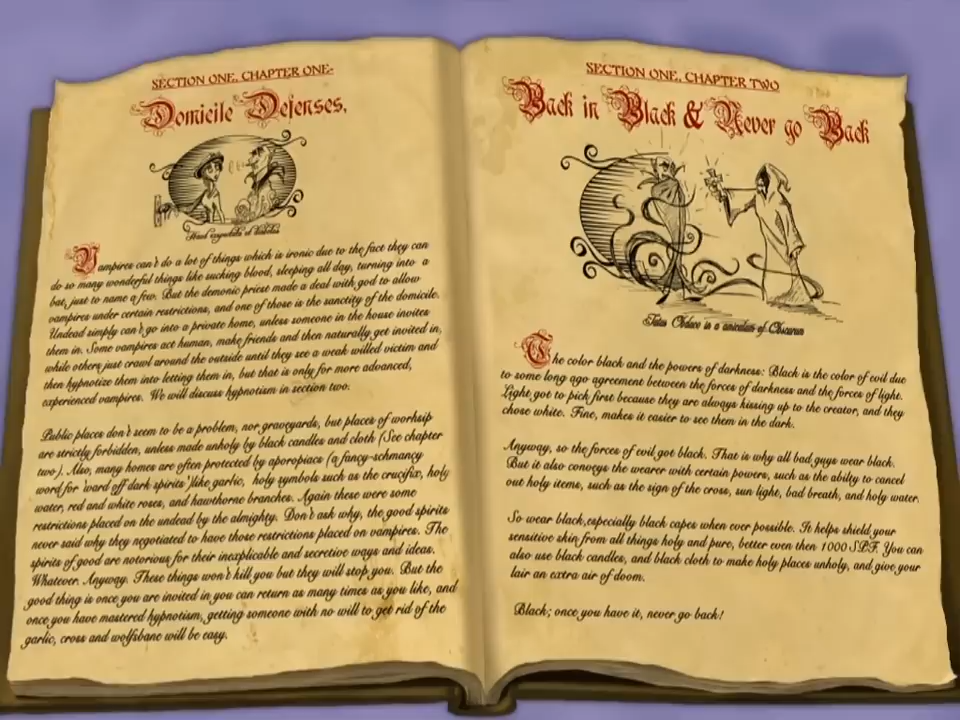 SECTION ONE, CHAPTER ONE-
Domicile Defenses,
Vampires can't do a lot of things which is ironic due to the fact they can
do so many wonderful things like sucking blood, sleeping all day, turning into a
bat, just to name a few. But the demonic priest made a deal with god to allow
vampires under certain restrictions, and one of those is the sanctity of the domicile.
Undead simply can't go into a private home, unless someone in the house invites
them in. Some vampires act human, make friends and then naturally get invited in,
while others just crawl around the outside until they see a weak willed victim and
then hypnotize them into letting them in, but that is only for more advanced,
experienced vampires. We will discuss hypnotism in section two.
Public places don't seem to be a problem, nor graveyards, but places of worhsip
are strictly forbidden, unless made unholy by black candles and cloth (See chapter
two). Also, many homes are often protected by aporopiacs (a fancy-schmancy
word for 'ward off dark spirits')like garlic, holy symbols such as the crucifix, holy
water, red and white roses, and hawthorne branches. Again these were some
restrictions placed on the undead by the almighty. Don't ask why, the good spirits
never said why they negotiated to have those restrictions placed on vampires. The
spirits of good are notorious for their inexplicable and secretive ways and ideas.
Whatever. Anyway. These things won't kill you but they will stop you. But the
good thing is once you are invited in you can return as many times as you like, and
once you have mastered hypnotism, getting someone with no will to get rid of the
garlic, cross and wolfsbane will be easy.
SECTION ONE, CHAPTER TWO
Back in Black & Never go Back
The color black and the powers of darkness: Black is the color of evil due
to some long ago agreement between the forces of darkness and the forces of light.
Light got to pick first because they are always kissing up to the creator, and they
chose white. Fine, makes it easier to see them in the dark.
Anyway, so the forces of evil got black. That is why all bad guys wear black.
But it also conveys the wearer with certain powers, such as the abilty to cancel
out holy items, such as the sign of the cross, sun light, bad breath, and holy water.
So wear black,especially black capes when ever possible. It helps shield your
sensitive skin from all things holy and pure, better even then 1000 S.P.F. You can
also use black candles, and black cloth to make holy places unholy, and give your
lair an extra air of doom.
Black; once you have it, never go back!